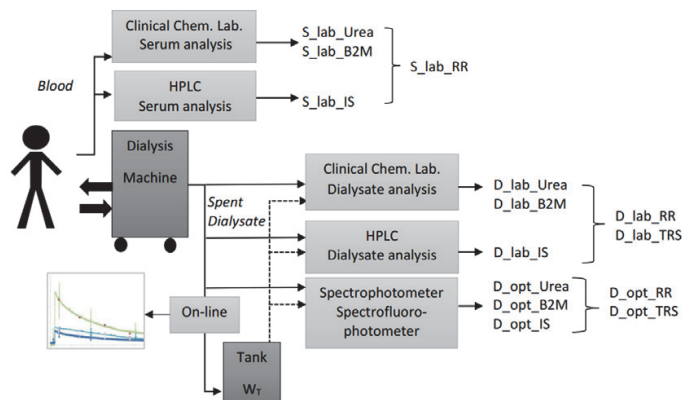 Clinical Chem. Lab.
Serum analysis
S_lab_Urea
S_lab_B2M
S_lab_RR
Blood
HPLC
Serum analysis
S_lab_IS
Dialysis
Machine
Spent
Dialysate
Clinical Chem. Lab.
Dialysate analysis
D_lab_Urea
D_lab_B2M
D_lab_RR
D_lab_TRS
HPLC
Dialysate analysis
D_lab_IS
On-line
Spectrophotometer
Spectrofluoro-
photometer
D_opt_Urea
D_opt_B2M
D_opt_IS
D_opt_RR
D_opt_TRS
Tank
WT